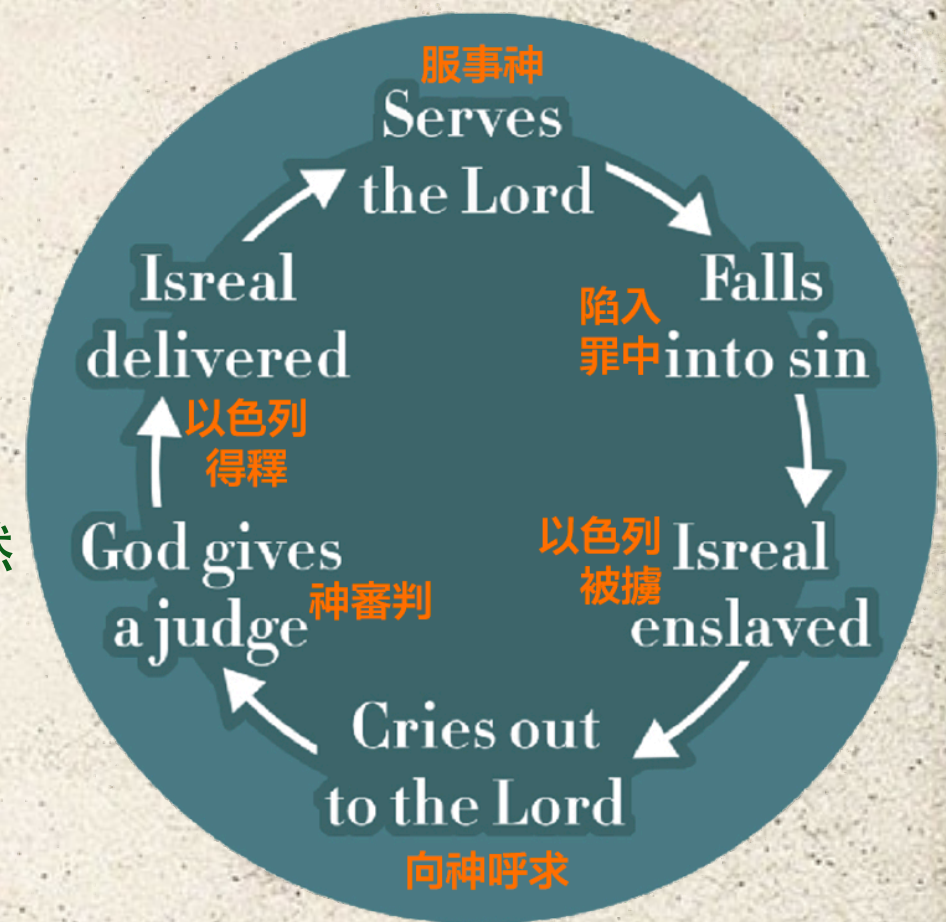 服事神
Serves
the Lord
Falls
into sin
陷入
罪中
Isreal
enslaved
以色列
被擄
Cries out
to the Lord
向神呼求
God gives
a judge
神審判
Isreal
delivered
以色列
得釋